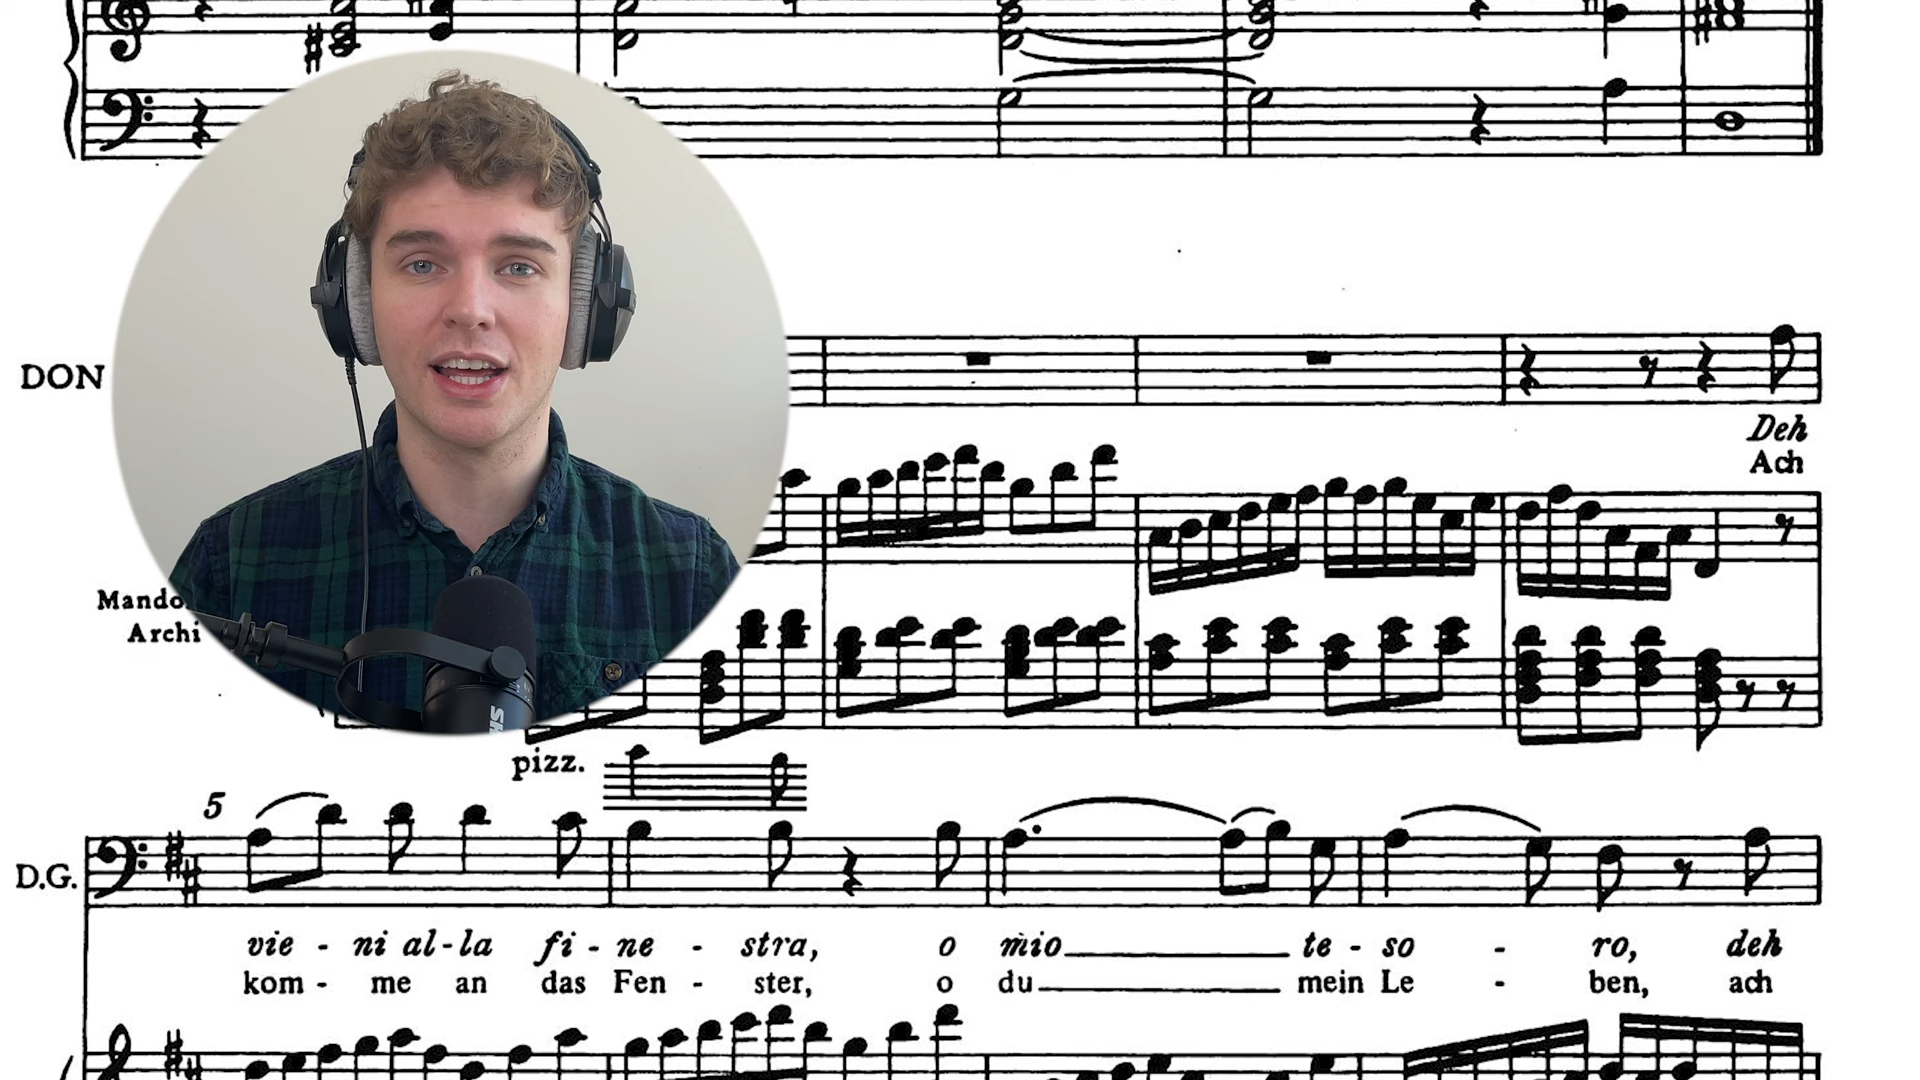 DON
Deh
Ach
Archi
pizz.
5
D.G.
vie - ni al - la fi - ne - stra, o mio te - so - ro, deh
kom - me an das Fen - ster, o du mein Le - ben, ach